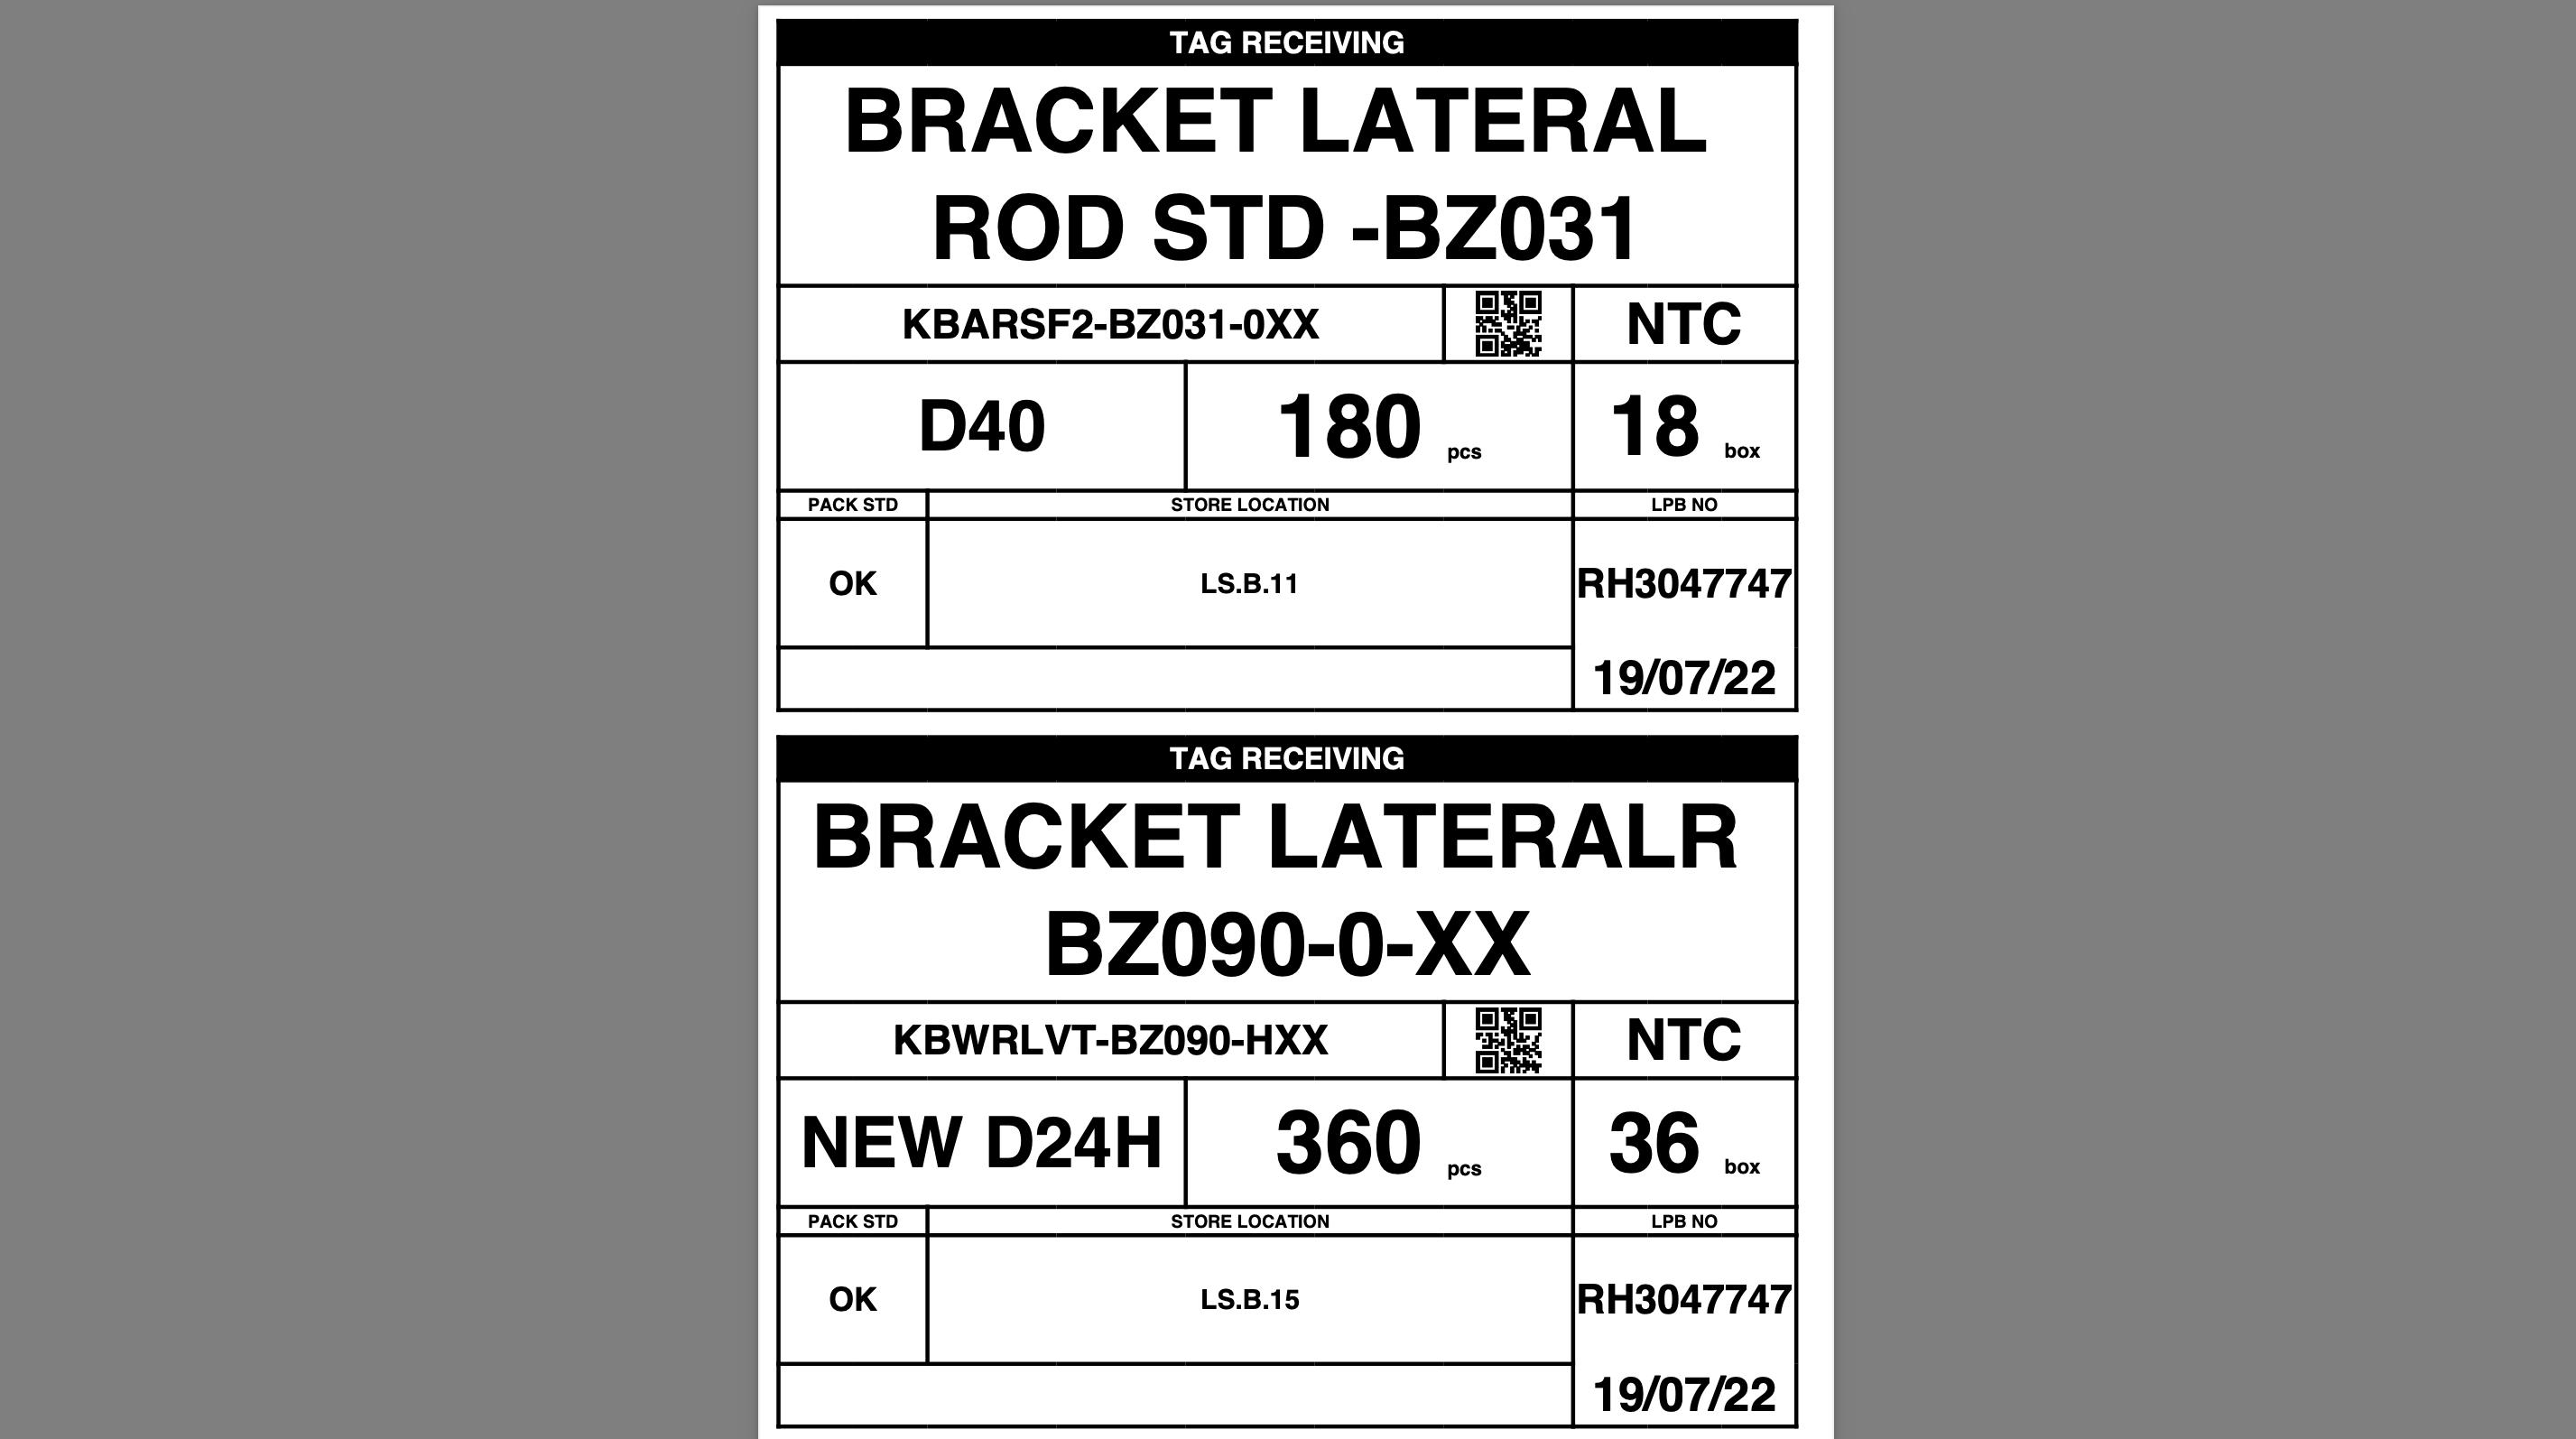 TAG RECEIVING
BRACKET LATERAL
ROD STD -BZ031
KBARSF2-BZ031-0XX NTC
D40 180 pcs 18 box
PACK STD STORE LOCATION LPB NO
OK LS.B.11 RH3047747
19/07/22
TAG RECEIVING
BRACKET LATERALR
BZ090-0-XX
KBWRLVT-BZ090-HXX NTC
NEW D24H 360 pcs 36 box
PACK STD STORE LOCATION LPB NO
OK LS.B.15 RH3047747
19/07/22